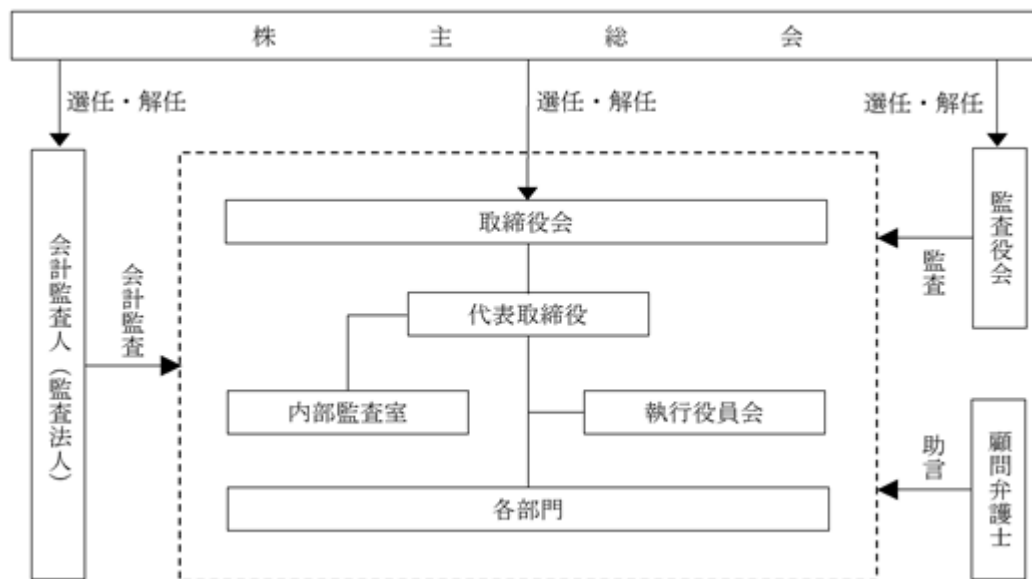 株主総会
選任・解任
選任・解任
選任・解任
会計監査人（監査法人）
会計監査
取締役会
代表取締役
内部監査室
執行役員会
各部門
監査役会
監査
顧問弁護士
助言